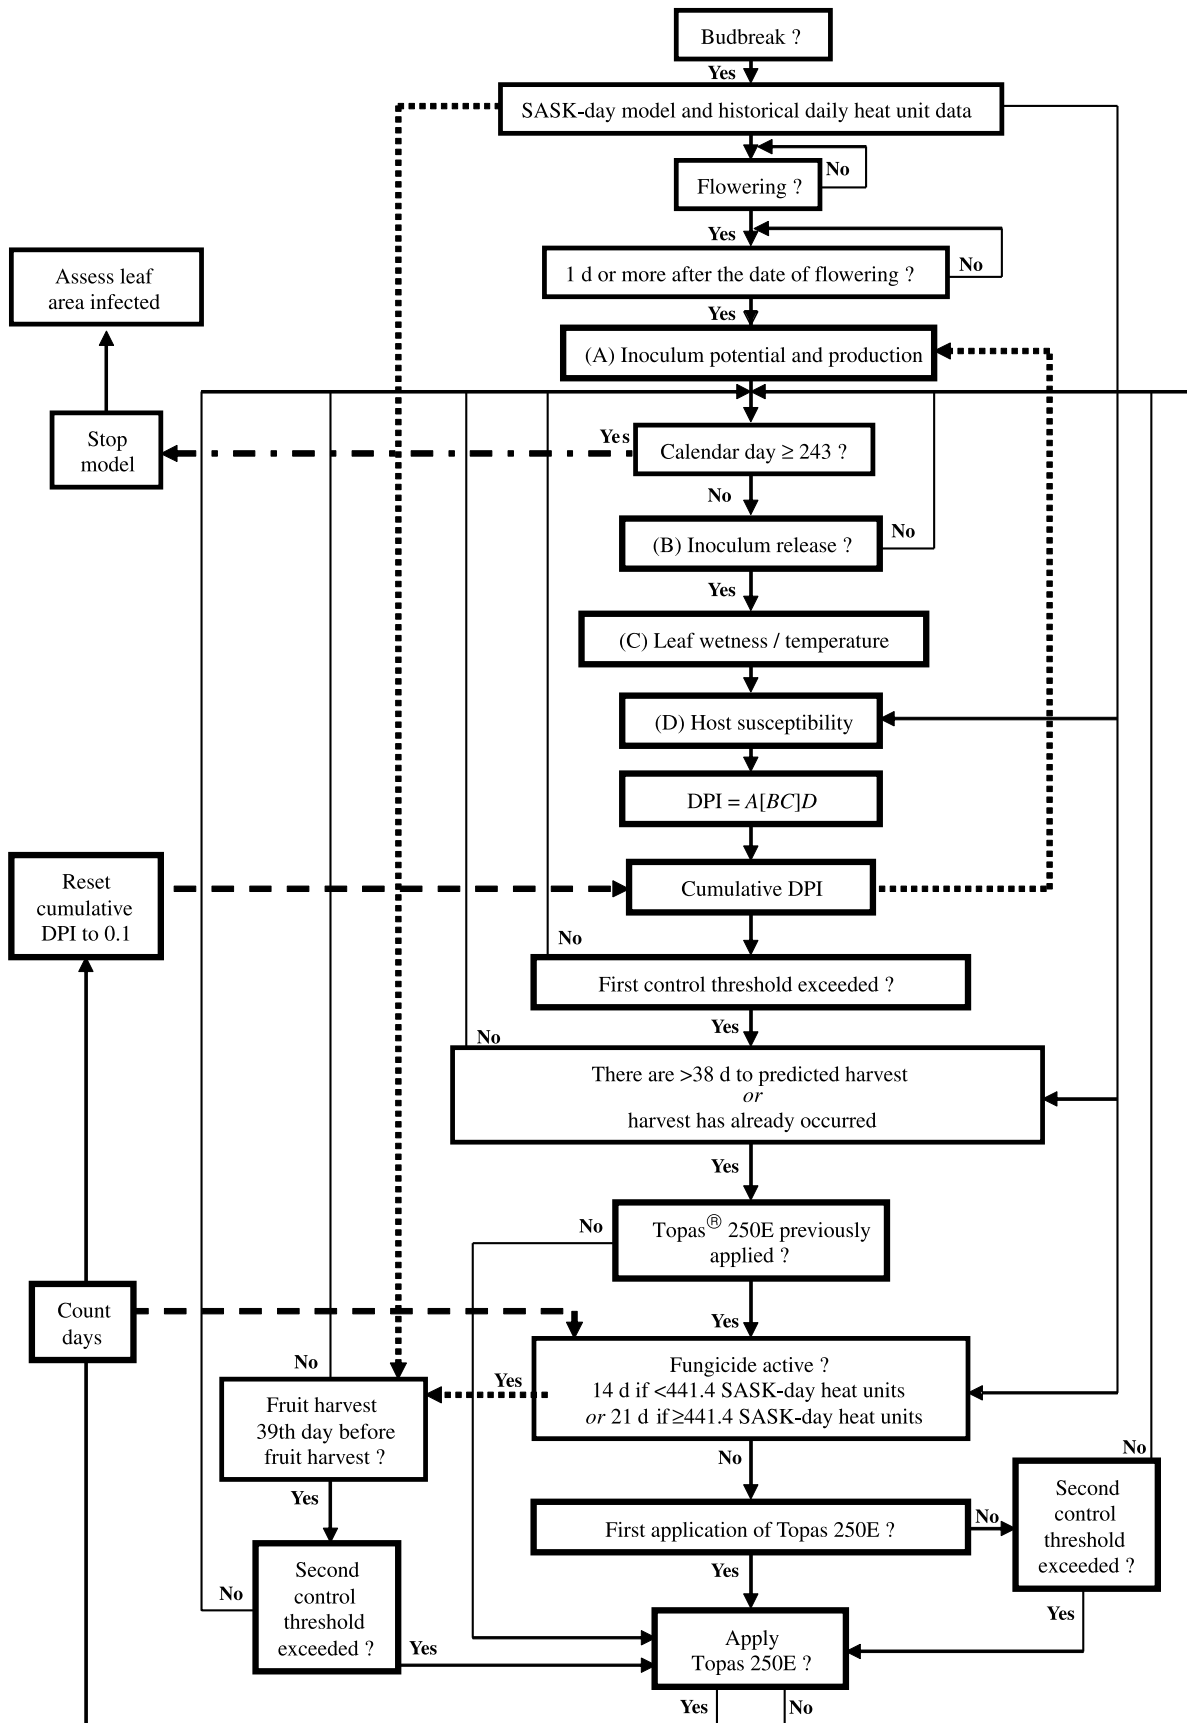 Budbreak ?
Yes
SASK-day model and historical daily heat unit data
No
Flowering ?
Yes
No
1 d or more after the date of flowering ?
Assess leaf
area infected
Yes
(A) Inoculum potential and production
Stop
model
Yes
Calendar day ≥ 243 ?
No
(B) Inoculum release ?
No
Yes
(C) Leaf wetness / temperature
(D) Host susceptibility
DPI = A[BC]D
Reset
cumulative
DPI to 0.1
Cumulative DPI
No
First control threshold exceeded ?
Yes
No
There are >38 d to predicted harvest
or
harvest has already occurred
Yes
No
Topas® 250E previously
applied ?
Count
days
Yes
No
Yes
Fungicide active ?
14 d if <441.4 SASK-day heat units
or 21 d if ≥441.4 SASK-day heat units
Fruit harvest
39th day before
fruit harvest ?
No
No
Yes
Second
control
threshold
exceeded ?
First application of Topas 250E ?
No
Yes
Yes
No
Second
control
threshold
exceeded ?
Yes
Apply
Topas 250E ?
Yes
No